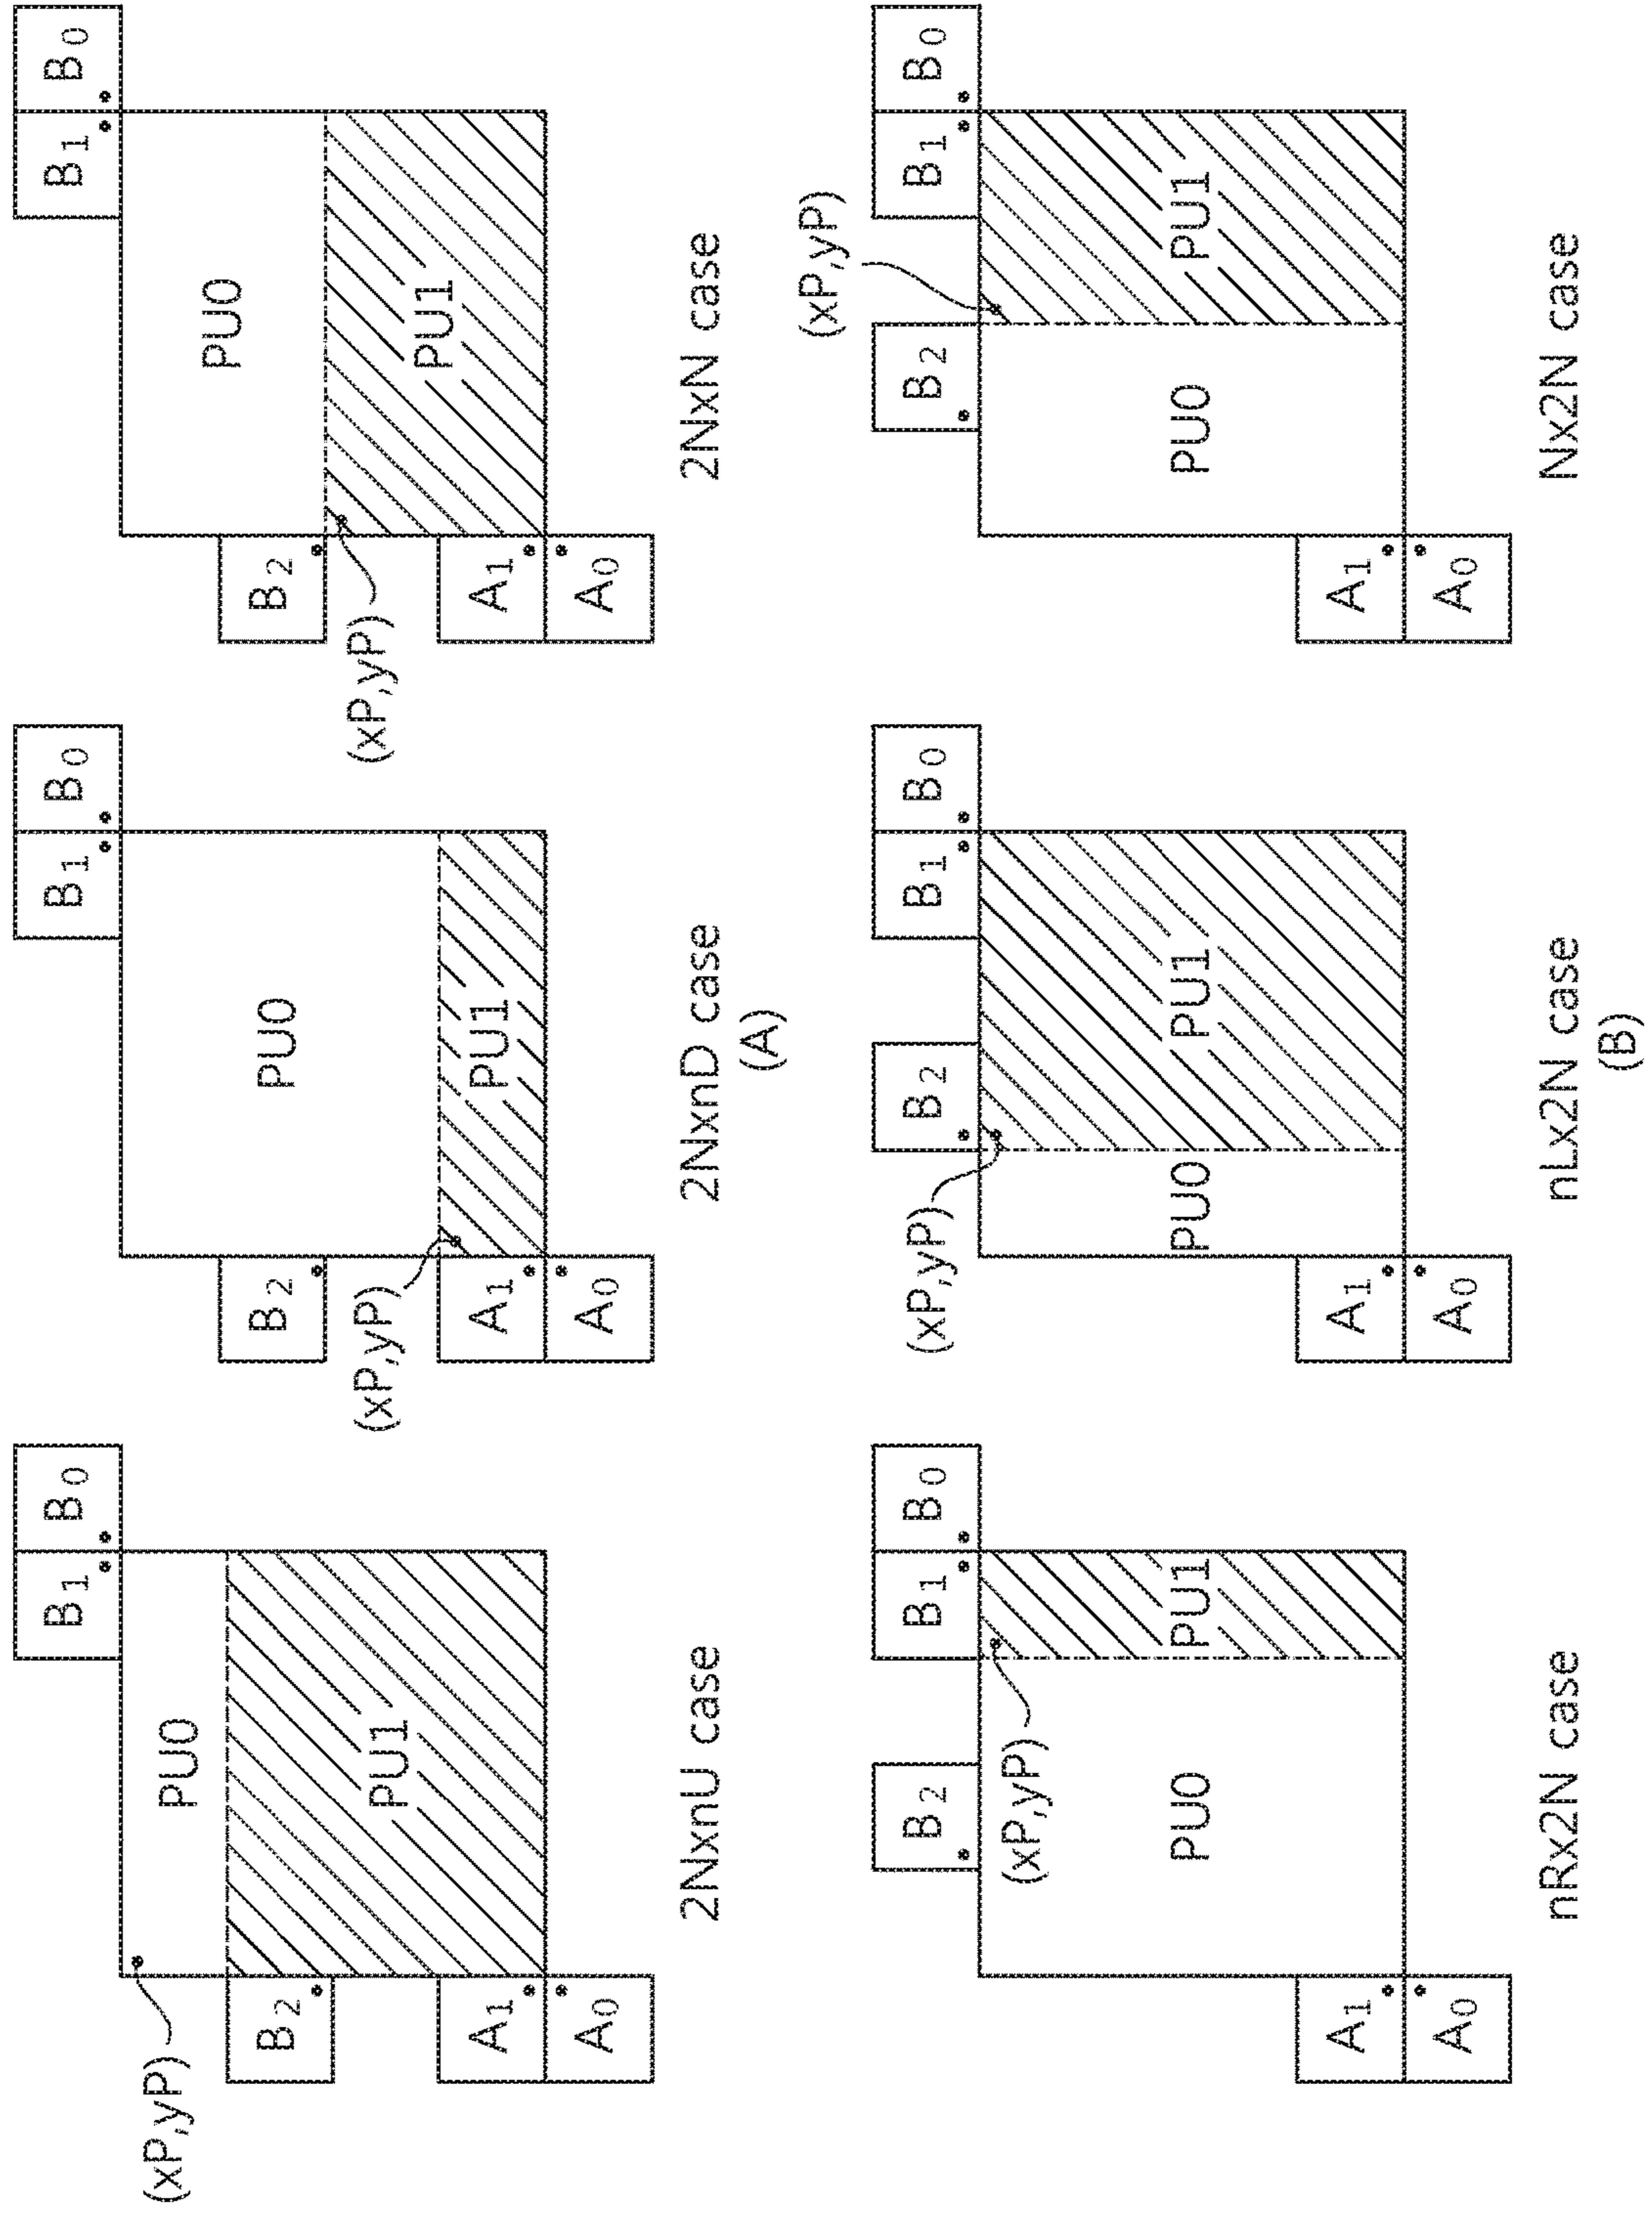 B1 B0
(xP,yP)
PU0
B2
PU1
A1
A0
2NxnU case
B1 B0
B2
PU0
(xP,yP)
A1
PU1
A0
2NxnD case
(A)
B1 B0
PU0
B2
(xP,yP)
PU1
A1
A0
2NxN case
B2 B1 B0
(xP,yP)
PU0 PU1
A1
A0
nRx2N case
(xP,yP)
B2 B1 B0
PU0 PU1
A1
A0
nLx2N case
(B)
(xP,yP)
B2 B1 B0
PU0 PU1
A1
A0
Nx2N case